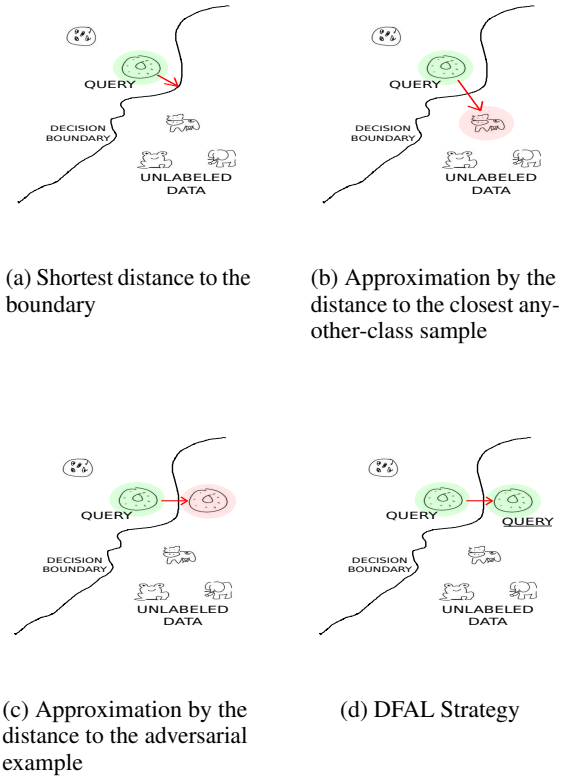 QUERY
DECISION
BOUNDARY
UNLABELED
DATA
(a) Shortest distance to the
boundary
QUERY
DECISION
BOUNDARY
UNLABELED
DATA
(b) Approximation by the
distance to the closest any-
other-class sample
QUERY
DECISION
BOUNDARY
UNLABELED
DATA
(c) Approximation by the
distance to the adversarial
example
QUERY
QUERY
DECISION
BOUNDARY
UNLABELED
DATA
(d) DFAL Strategy